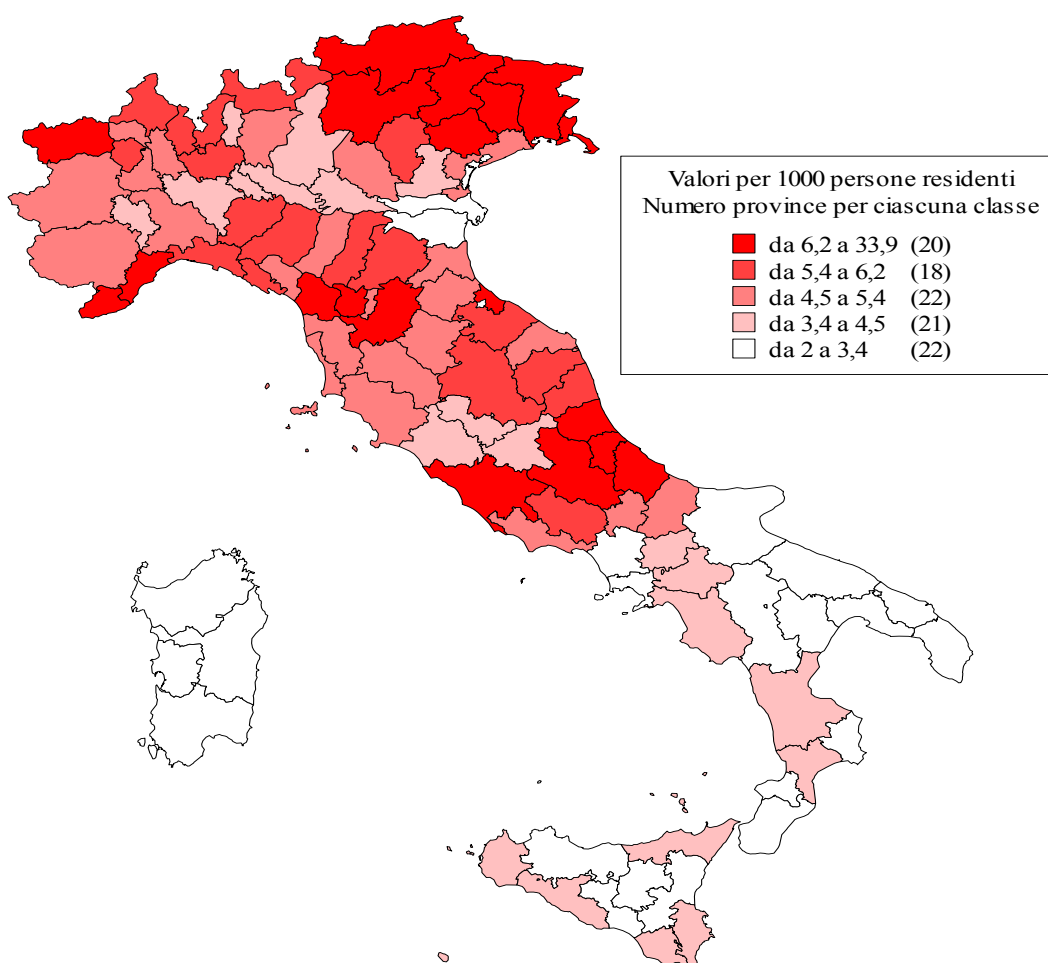 Valori per 1000 persone residenti
Numero province per ciascuna classe
da 6,2 a 33,9 (20)
da 5,4 a 6,2 (18)
da 4,5 a 5,4 (22)
da 3,4 a 4,5 (21)
da 2 a 3,4 (22)